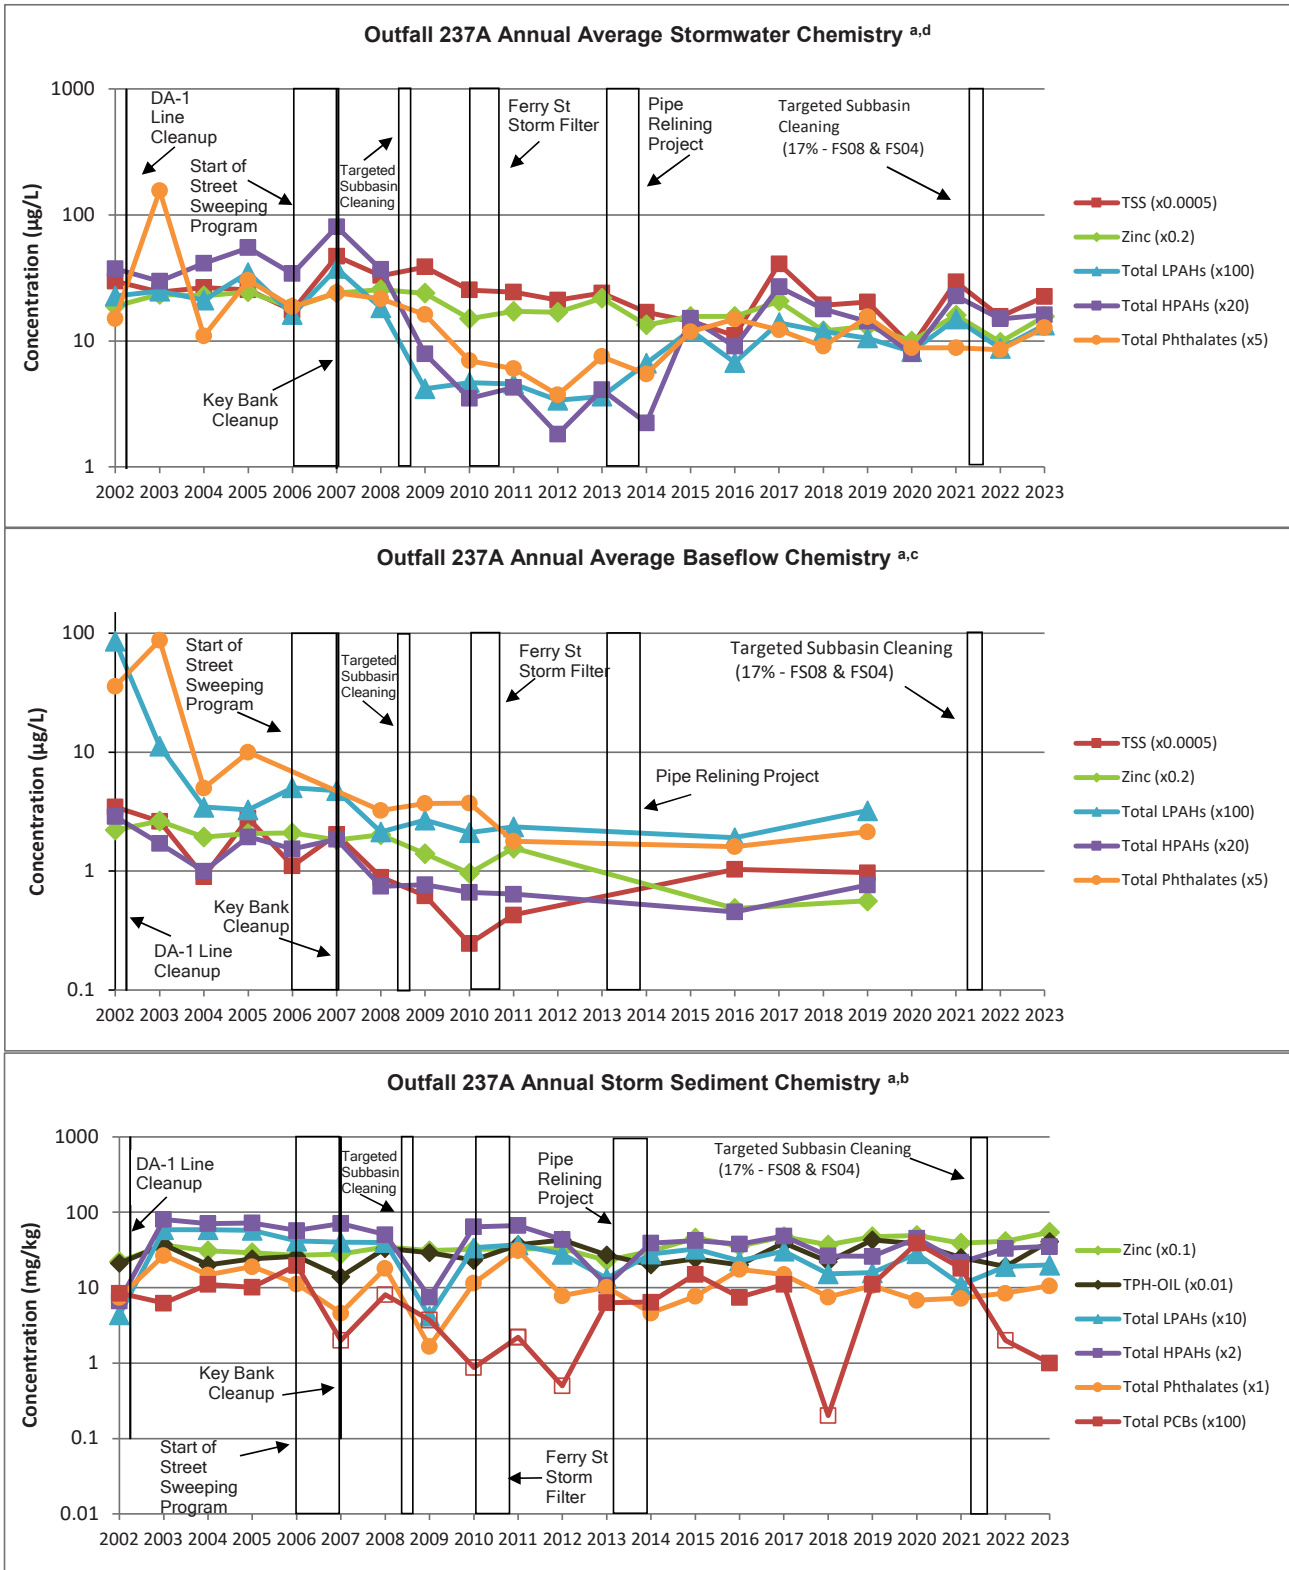 Outfall 237A Annual Average Stormwater Chemistry a,d
1000
100
10
1
Concentration (µg/L)
DA-1
Line
Cleanup
Start of
Street
Sweeping
Program
Targeted
Subbasin
Cleaning
Key Bank
Cleanup
Ferry St
Storm Filter
Pipe
Relining
Project
Targeted Subbasin
Cleaning
(17% - FS08 & FS04)
TSS (x0.0005)
Zinc (x0.2)
Total LPAHs (x100)
Total HPAHs (x20)
Total Phthalates (x5)
2002 2003 2004 2005 2006 2007 2008 2009 2010 2011 2012 2013 2014 2015 2016 2017 2018 2019 2020 2021 2022 2023
Outfall 237A Annual Average Baseflow Chemistry a,c
100
10
1
0.1
Concentration (µg/L)
Start of
Street
Sweeping
Program
Targeted
Subbasin
Cleaning
Ferry St
Storm Filter
Targeted Subbasin Cleaning
(17% - FS08 & FS04)
Pipe Relining Project
Key Bank
Cleanup
DA-1 Line
Cleanup
TSS (x0.0005)
Zinc (x0.2)
Total LPAHs (x100)
Total HPAHs (x20)
Total Phthalates (x5)
2002 2003 2004 2005 2006 2007 2008 2009 2010 2011 2012 2013 2014 2015 2016 2017 2018 2019 2020 2021 2022 2023
Outfall 237A Annual Storm Sediment Chemistry a,b
1000
100
10
1
0.1
0.01
Concentration (mg/kg)
DA-1 Line
Cleanup
Targeted
Subbasin
Cleaning
Pipe
Relining
Project
Targeted Subbasin Cleaning
(17% - FS08 & FS04)
Key Bank
Cleanup
Start of
Street
Sweeping
Program
Ferry St
Storm
Filter
Zinc (x0.1)
TPH-OIL (x0.01)
Total LPAHs (x10)
Total HPAHs (x2)
Total Phthalates (x1)
Total PCBs (x100)
2002 2003 2004 2005 2006 2007 2008 2009 2010 2011 2012 2013 2014 2015 2016 2017 2018 2019 2020 2021 2022 2023